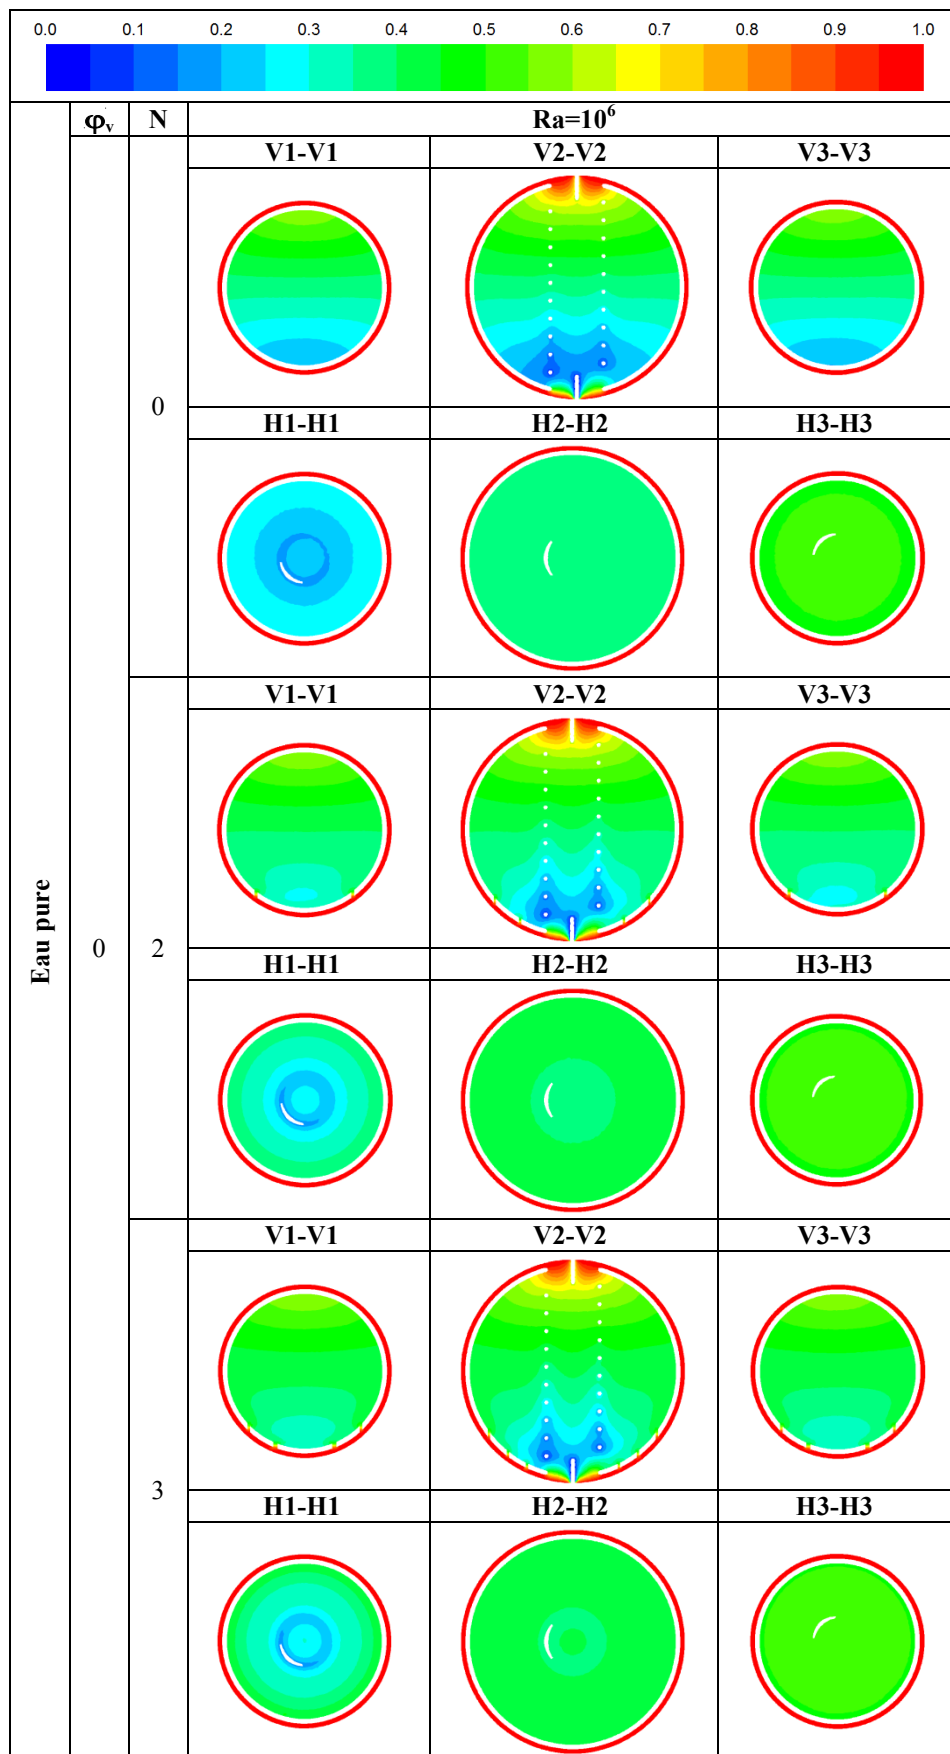 0.0 0.1 0.2 0.3 0.4 0.5 0.6 0.7 0.8 0.9 1.0
φv N Ra=10⁶
V1-V1 V2-V2 V3-V3
0
H1-H1 H2-H2 H3-H3
V1-V1 V2-V2 V3-V3
Eau pure
0 2
H1-H1 H2-H2 H3-H3
V1-V1 V2-V2 V3-V3
3
H1-H1 H2-H2 H3-H3